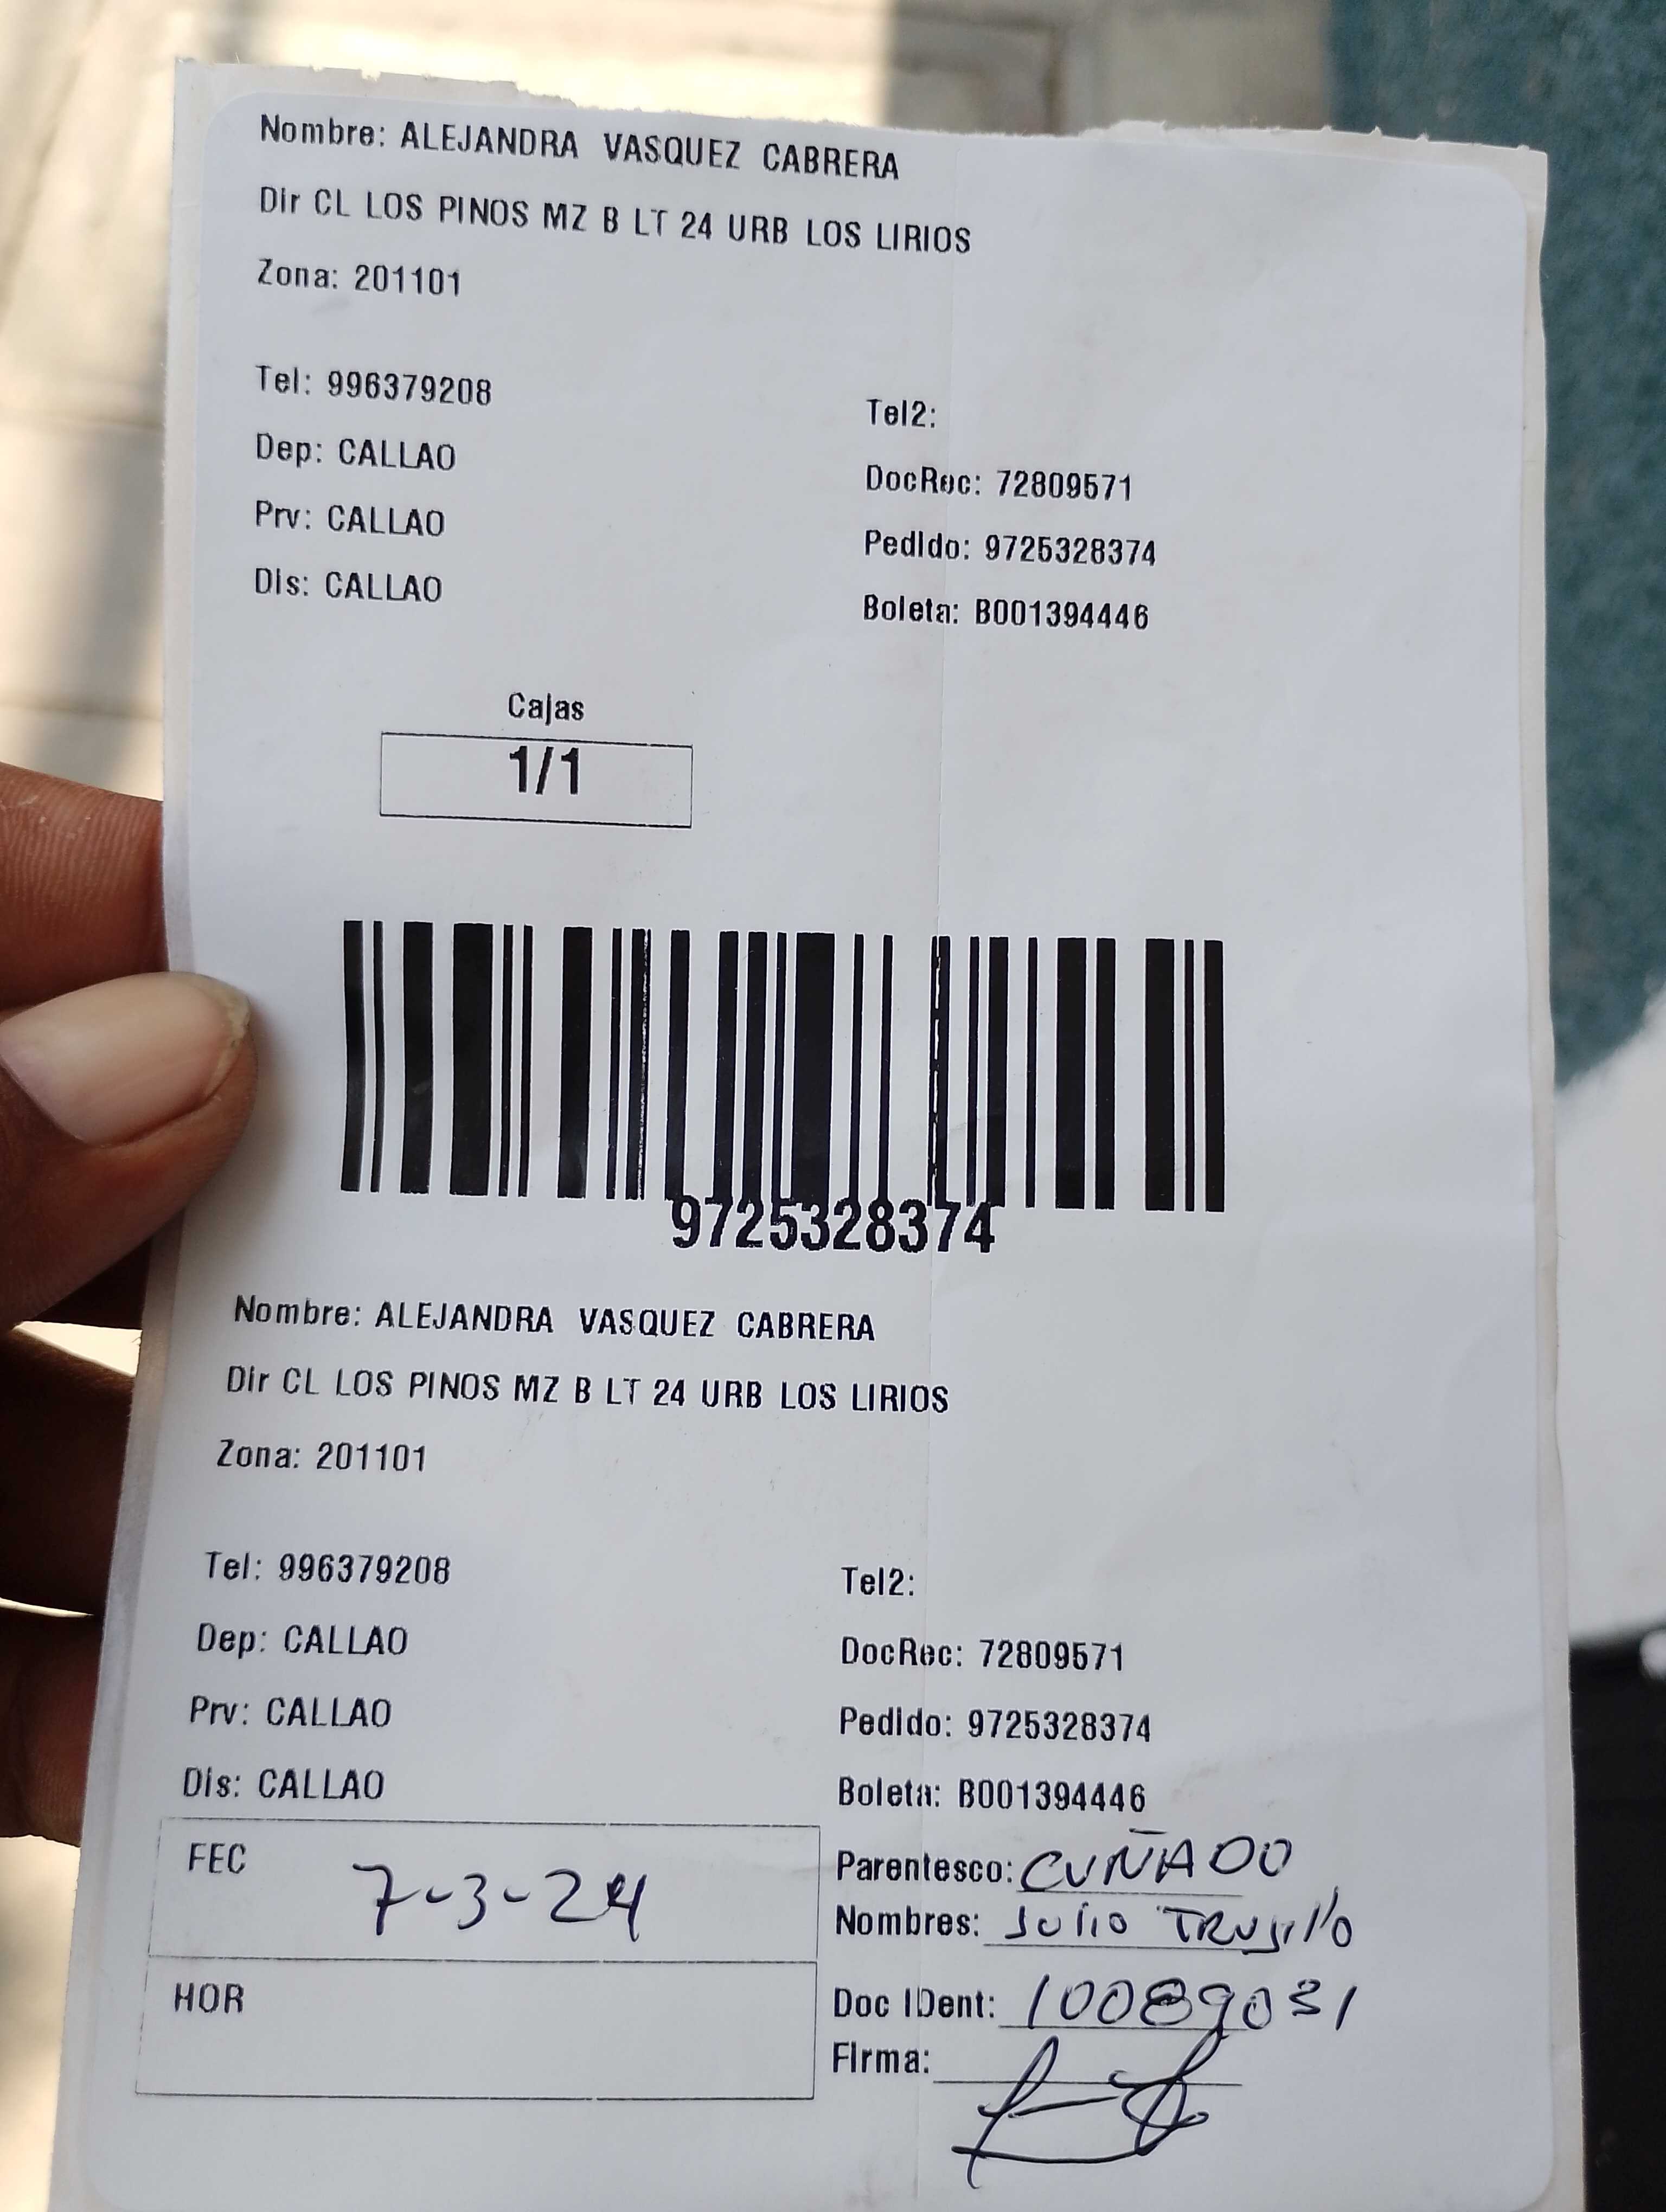 Nombre: ALEJANDRA VASQUEZ CABRERA
Dir CL LOS PINOS MZ B LT 24 URB LOS LIRIOS
Zona: 201101
Tel: 996379208
Tel2:
Dep: CALLAO
DocRec: 72809571
Prv: CALLAO
Pedido: 9725328374
Dis: CALLAO
Boleta: B001394446
Cajas
1/1
9725328374
Nombre: ALEJANDRA VASQUEZ CABRERA
Dir CL LOS PINOS MZ B LT 24 URB LOS LIRIOS
Zona: 201101
Tel: 996379208
Tel2:
Dep: CALLAO
DocRec: 72809571
Prv: CALLAO
Pedido: 9725328374
Dis: CALLAO
Boleta: B001394446
FEC 7-3-24
Parentesco: CUÑADO
Nombres: Julio TRUJillo
HOR
Doc IDent: 10089031
Firma: